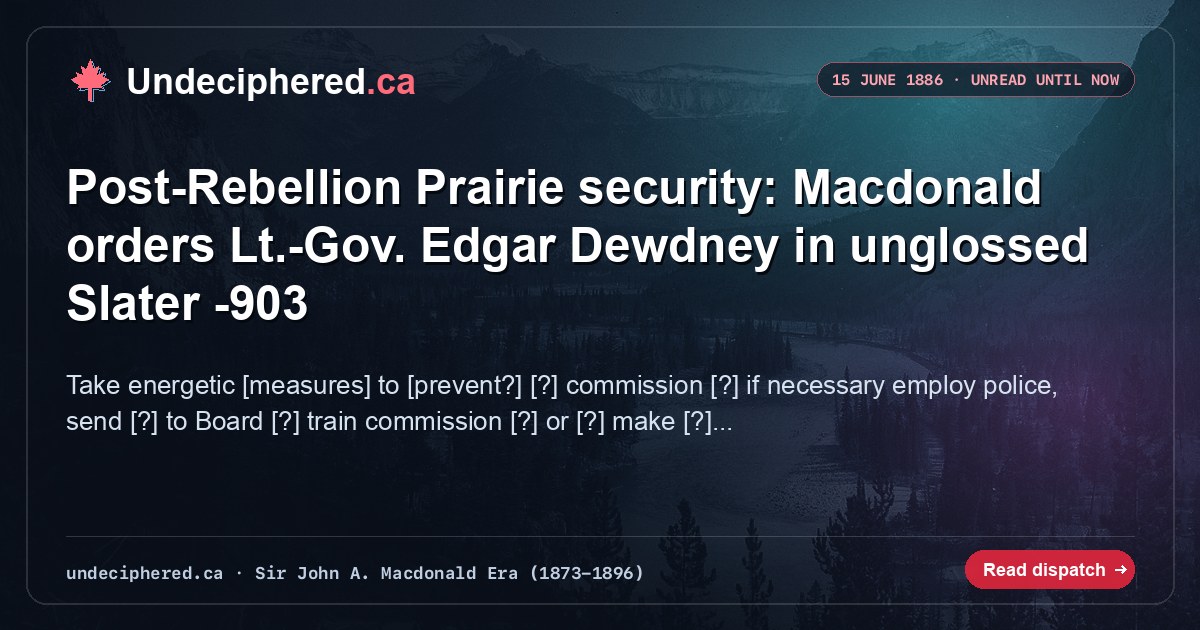 Undeciphered.ca
15 JUNE 1886 · UNREAD UNTIL NOW
Post-Rebellion Prairie security: Macdonald
orders Lt.-Gov. Edgar Dewdney in unglossed
Slater -903
Take energetic [measures] to [prevent?] [?] commission [?] if necessary employ police,
send [?] to Board [?] train commission [?] or [?] make [?]...
undeciphered.ca · Sir John A. Macdonald Era (1873–1896)
Read dispatch →